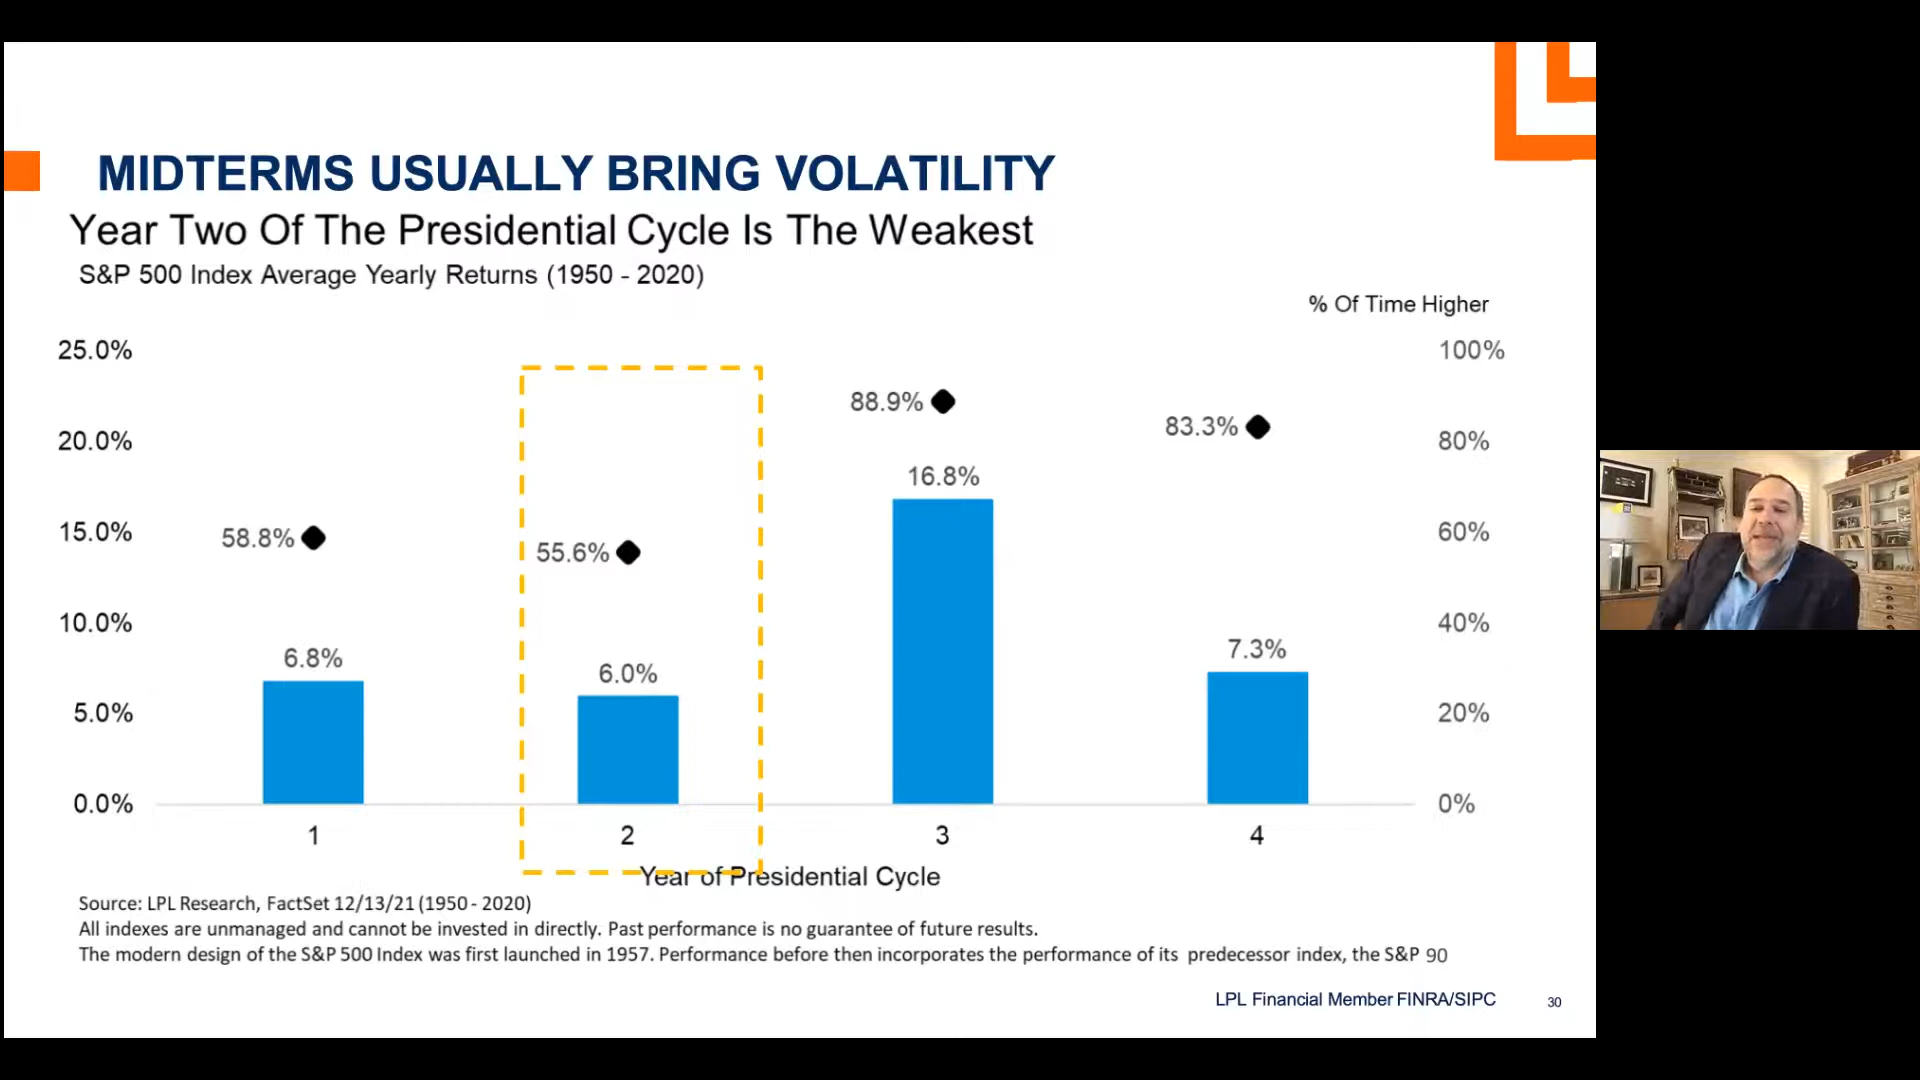 MIDTERMS USUALLY BRING VOLATILITY
Year Two Of The Presidential Cycle Is The Weakest
S&P 500 Index Average Yearly Returns (1950 - 2020)
% Of Time Higher
25.0%
100%
88.9%
83.3%
20.0%
80%
16.8%
15.0%
58.8%
55.6%
60%
10.0%
40%
6.8%
6.0%
7.3%
5.0%
20%
0.0%
0%
1
2
3
4
Year of Presidential Cycle
Source: LPL Research, FactSet 12/13/21 (1950 - 2020)
All indexes are unmanaged and cannot be invested in directly. Past performance is no guarantee of future results.
The modern design of the S&P 500 Index was first launched in 1957. Performance before then incorporates the performance of its predecessor index, the S&P 90
LPL Financial Member FINRA/SIPC
30